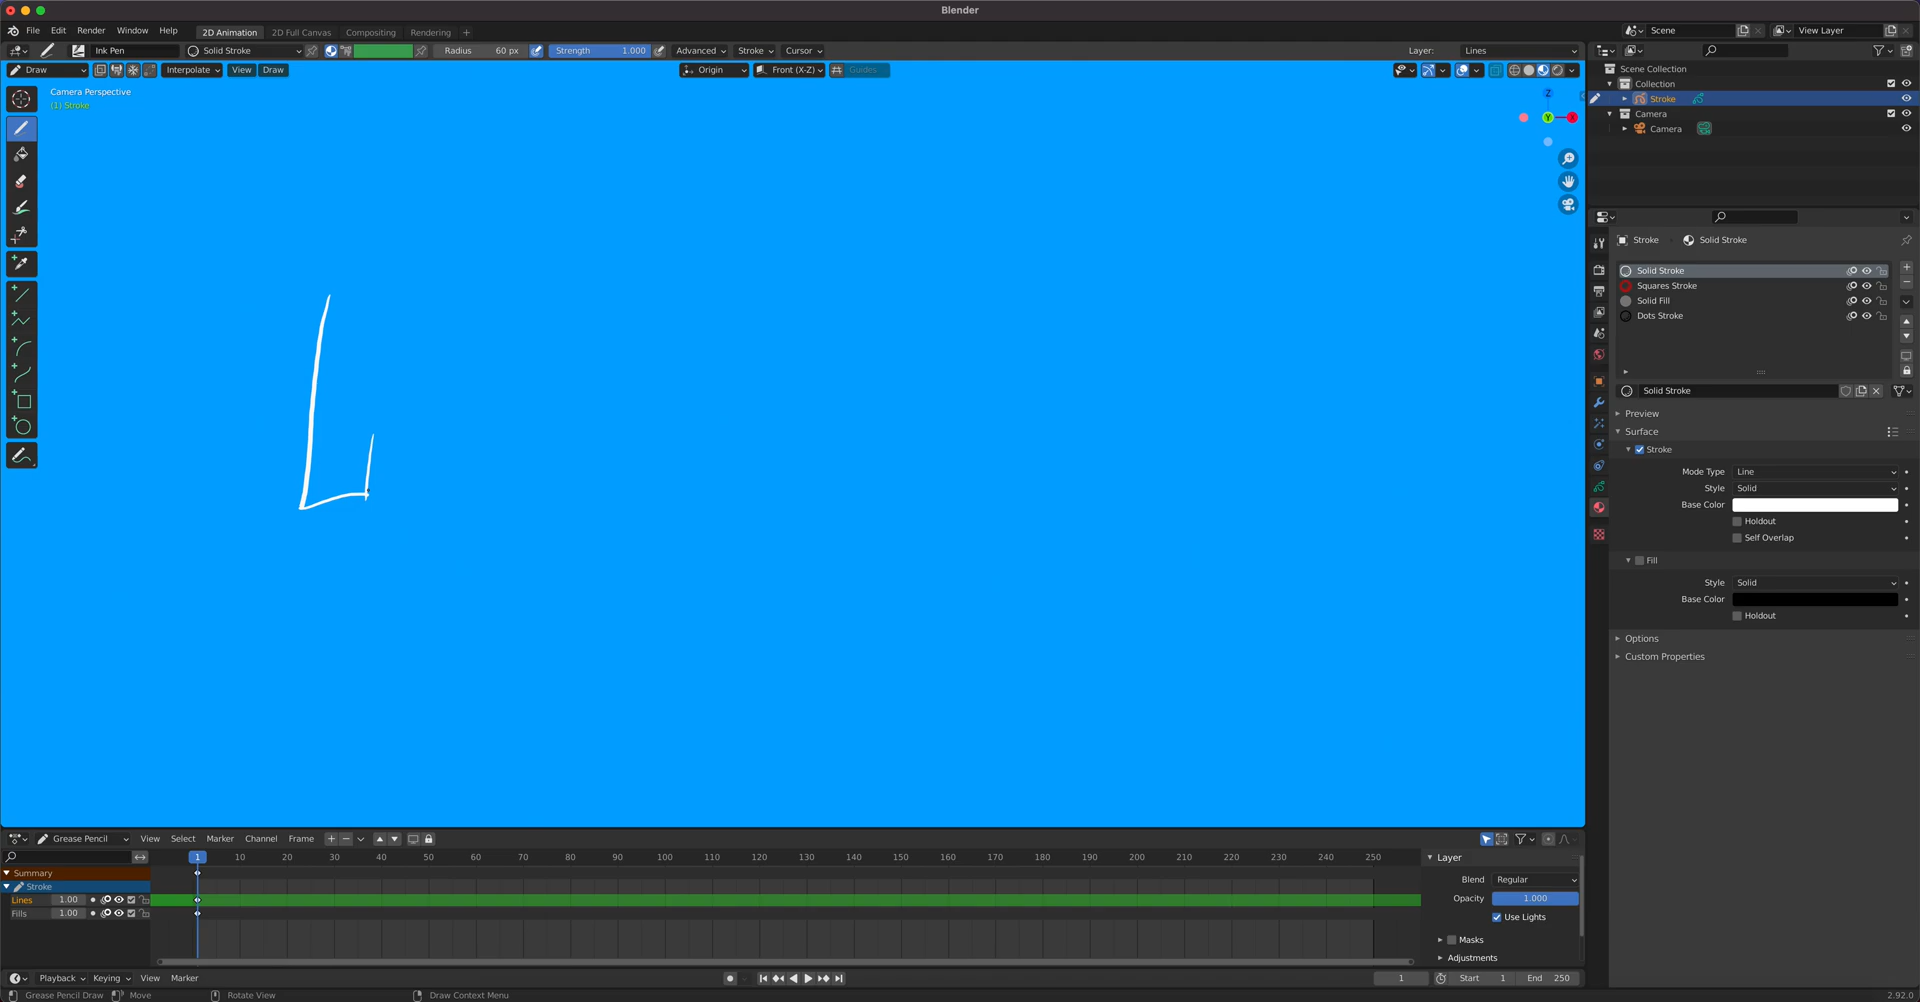 Blender
File Edit Render Window Help 2D Animation 2D Full Canvas Compositing Rendering + Scene View Layer
Ink Pen Solid Stroke Radius 60 px Strength 1.000 Advanced Stroke Cursor Layer: Lines
Draw Interpolate View Draw Origin Front (X-Z) Guides
Camera Perspective
(1) Stroke
Z
Y X
Scene Collection
Collection
Stroke
Camera
Camera
Stroke Solid Stroke
Solid Stroke
Squares Stroke
Solid Fill
Dots Stroke
Solid Stroke
Preview
Surface
Stroke
Mode Type Line
Style Solid
Base Color
Holdout
Self Overlap
Fill
Style Solid
Base Color
Holdout
Options
Custom Properties
Grease Pencil View Select Marker Channel Frame
1 10 20 30 40 50 60 70 80 90 100 110 120 130 140 150 160 170 180 190 200 210 220 230 240 250
Summary
Stroke
Lines 1.00
Fills 1.00
Layer
Blend Regular
Opacity 1.000
Use Lights
Masks
Adjustments
Playback Keying View Marker 1 Start 1 End 250
Grease Pencil Draw Move Rotate View Draw Context Menu 2.92.0